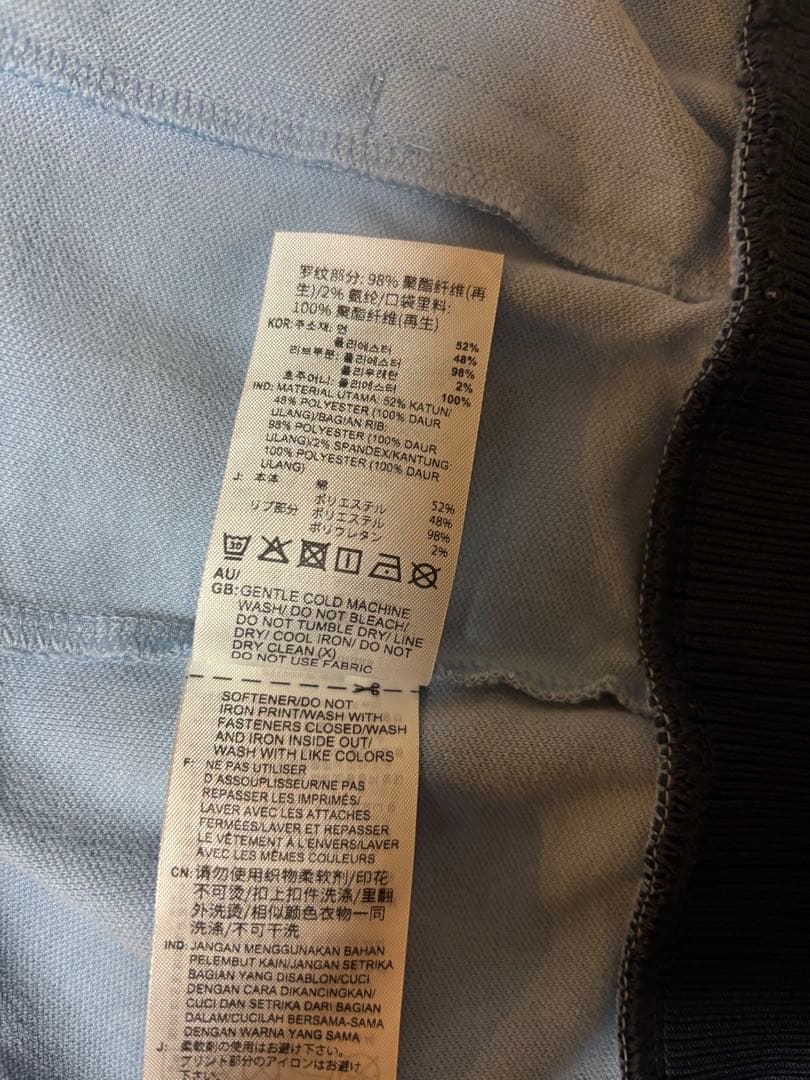 罗纹部分: 98% 聚酯纤维(再
生)/2% 氨纶/口袋里料:
100% 聚酯纤维(再生)
KOR: 주소재: 면 52%
폴리에스터 48%
리브부분: 폴리에스터 98%
폴리우레탄 2%
호주머니: 폴리에스터 100%
IND: MATERIAL UTAMA: 52% KATUN/
48% POLYESTER (100% DAUR
ULANG)/BAGIAN RIB:
98% POLYESTER (100% DAUR
ULANG)/2% SPANDEX/KANTUNG:
100% POLYESTER (100% DAUR
ULANG)
J: 本体 綿 52%
ポリエステル 48%
リブ部分 ポリエステル 98%
ポリウレタン 2%
30
AU/
GB: GENTLE COLD MACHINE
WASH/ DO NOT BLEACH/
DO NOT TUMBLE DRY/ LINE
DRY/ COOL IRON/ DO NOT
DRY CLEAN (X)
DO NOT USE FABRIC
SOFTENER/DO NOT
IRON PRINT/WASH WITH
FASTENERS CLOSED/WASH
AND IRON INSIDE OUT/
WASH WITH LIKE COLORS
F: NE PAS UTILISER
D ASSOUPLISSEUR/NE PAS
REPASSER LES IMPRIMÉS/
LAVER AVEC LES ATTACHES
FERMÉES/LAVER ET REPASSER
LE VÊTEMENT À L'ENVERS/LAVER
AVEC LES MÊMES COULEURS
CN: 请勿使用织物柔软剂/印花
不可烫/扣上扣件洗涤/里翻
外洗烫/相似颜色衣物一同
洗涤/不可干洗
IND: JANGAN MENGGUNAKAN BAHAN
PELEMBUT KAIN/JANGAN SETRIKA
BAGIAN YANG DISABLON/CUCI
DENGAN CARA DIKANCINGKAN/
CUCI DAN SETRIKA DARI BAGIAN
DALAM/CUCILAH BERSAMA-SAMA
DENGAN WARNA YANG SAMA
J: 柔軟剤の使用はお避け下さい。
プリント部分のアイロンはお避け
下さい。